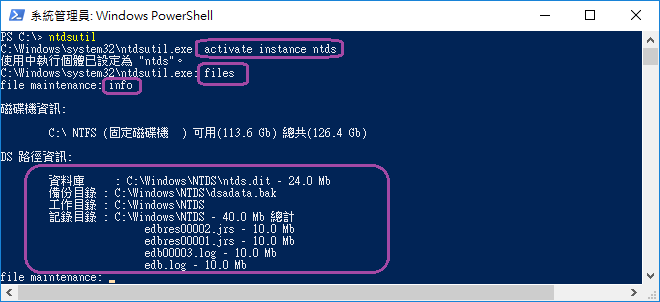 系統管理員: Windows PowerShell
PS C:\> ntdsutil
C:\Windows\system32\ntdsutil.exe: activate instance ntds
使用中執行個體已設定為 "ntds"。
C:\Windows\system32\ntdsutil.exe: files
file maintenance: info
磁碟機資訊:
C:\ NTFS (固定磁碟機 ) 可用(113.6 Gb) 總共(126.4 Gb)
DS 路徑資訊:
資料庫 : C:\Windows\NTDS\ntds.dit - 24.0 Mb
備份目錄 : C:\Windows\NTDS\dsadata.bak
工作目錄 : C:\Windows\NTDS
記錄目錄 : C:\Windows\NTDS - 40.0 Mb 總計
edbres00002.jrs - 10.0 Mb
edbres00001.jrs - 10.0 Mb
edb00003.log - 10.0 Mb
edb.log - 10.0 Mb
file maintenance: _